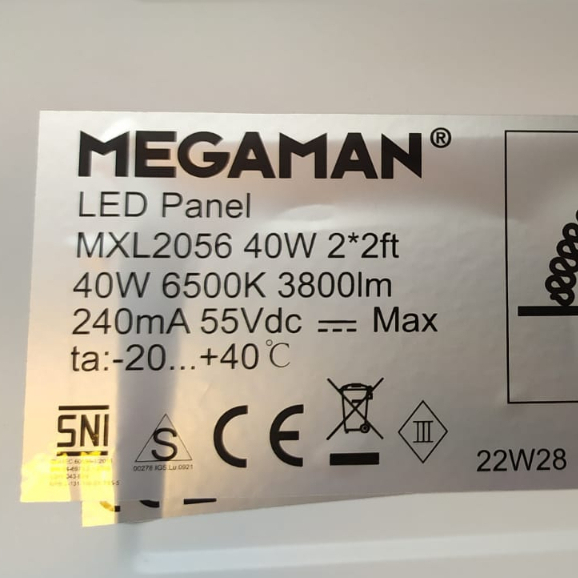 MEGAMAN®
LED Panel
MXL2056 40W 2*2ft
40W 6500K 3800lm
240mA 55Vdc ⎓ Max
ta:-20...+40℃
SNI
S
CE
III
22W28